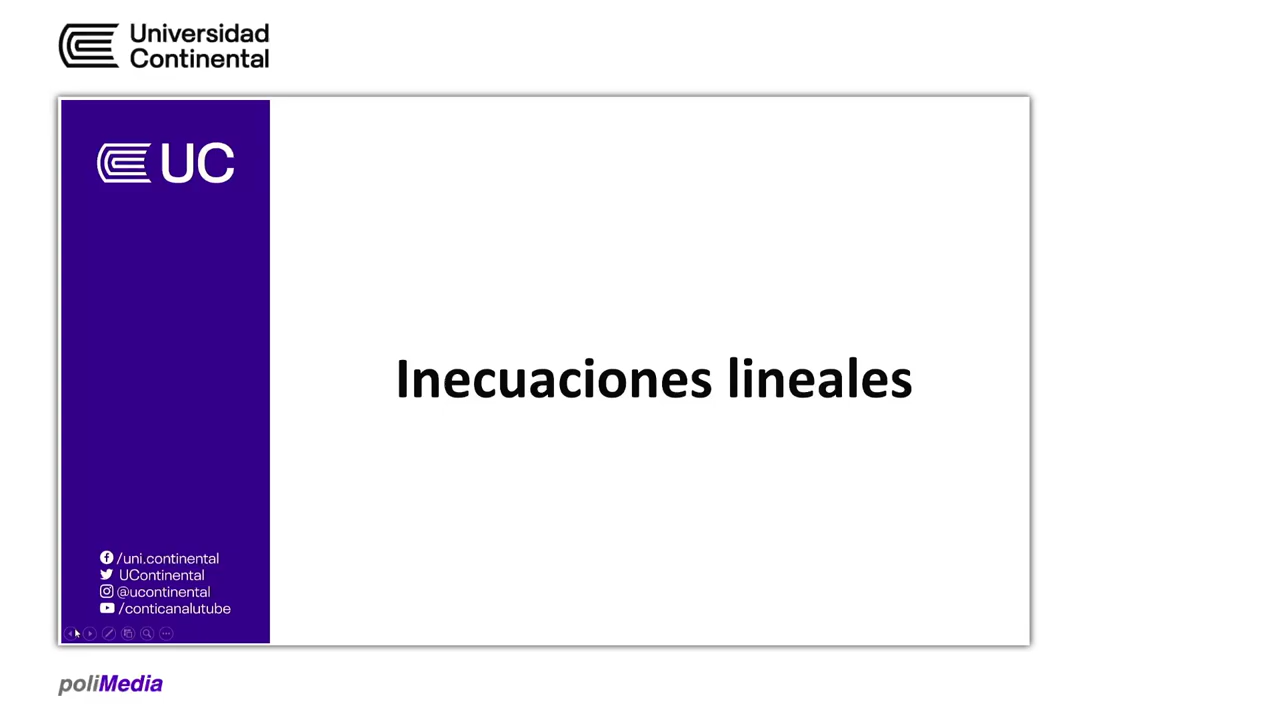 Universidad
Continental
UC
Inecuaciones lineales
/uni.continental
UContinental
@ucontinental
/conticanalutube
poliMedia